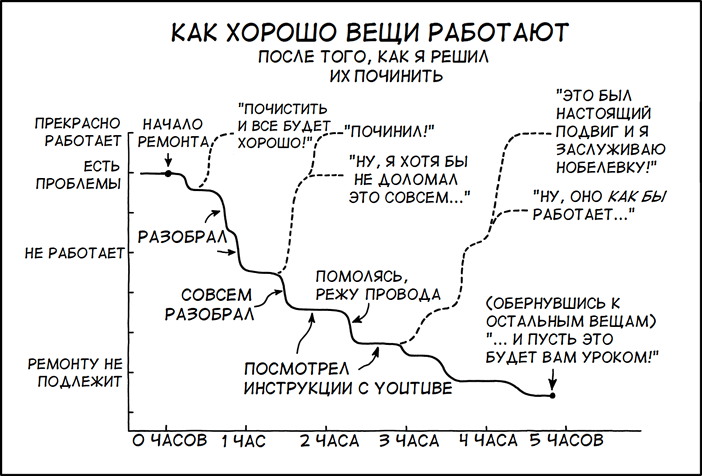 КАК ХОРОШО ВЕЩИ РАБОТАЮТ
ПОСЛЕ ТОГО, КАК Я РЕШИЛ
ИХ ПОЧИНИТЬ
ПРЕКРАСНО
РАБОТАЕТ
ЕСТЬ
ПРОБЛЕМЫ
НЕ РАБОТАЕТ
РЕМОНТУ НЕ
ПОДЛЕЖИТ
НАЧАЛО
РЕМОНТА
"ПОЧИСТИТЬ
И ВСЕ БУДЕТ
ХОРОШО!"
"ПОЧИНИЛ!"
"НУ, Я ХОТЯ БЫ
НЕ ДОЛОМАЛ
ЭТО СОВСЕМ..."
"ЭТО БЫЛ
НАСТОЯЩИЙ
ПОДВИГ И Я
ЗАСЛУЖИВАЮ
НОБЕЛЕВКУ!"
"НУ, ОНО КАК БЫ
РАБОТАЕТ..."
РАЗОБРАЛ
СОВСЕМ
РАЗОБРАЛ
ПОМОЛЯСЬ,
РЕЖУ ПРОВОДА
ПОСМОТРЕЛ
ИНСТРУКЦИИ С YOUTUBE
(ОБЕРНУВШИСЬ К
ОСТАЛЬНЫМ ВЕЩАМ)
"... И ПУСТЬ ЭТО
БУДЕТ ВАМ УРОКОМ!"
0 ЧАСОВ
1 ЧАС
2 ЧАСА
3 ЧАСА
4 ЧАСА
5 ЧАСОВ